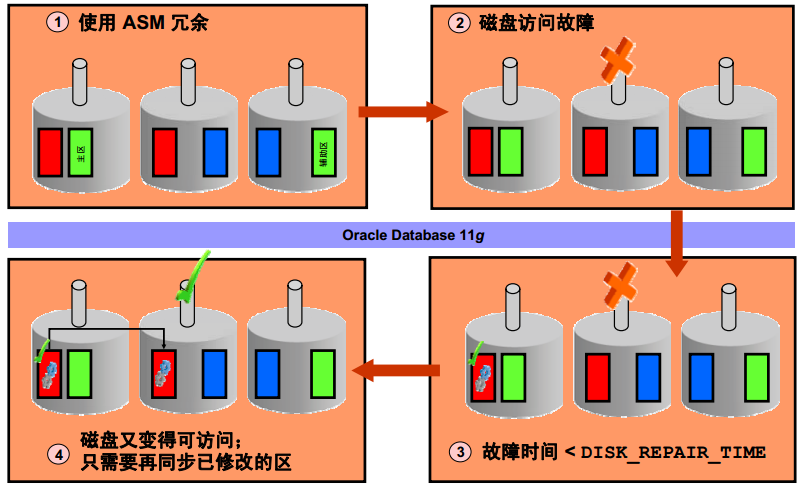 1 使用 ASM 冗余
主区
辅助区
2 磁盘访问故障
Oracle Database 11g
4 磁盘又变得可访问；
只需要再同步已修改的区
3 故障时间 < DISK_REPAIR_TIME